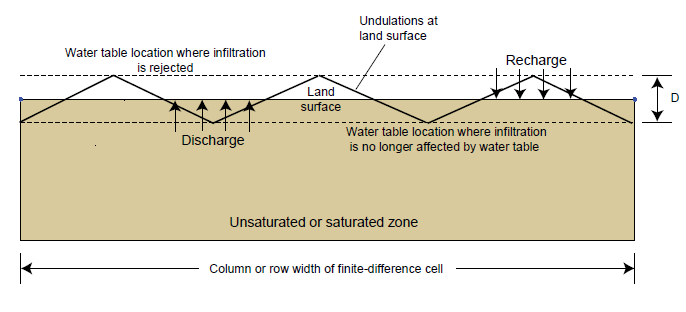 Undulations at
land surface
Water table location where infiltration
is rejected
Recharge
Land
surface
D
Water table location where infiltration
is no longer affected by water table
Discharge
Unsaturated or saturated zone
Column or row width of finite-difference cell